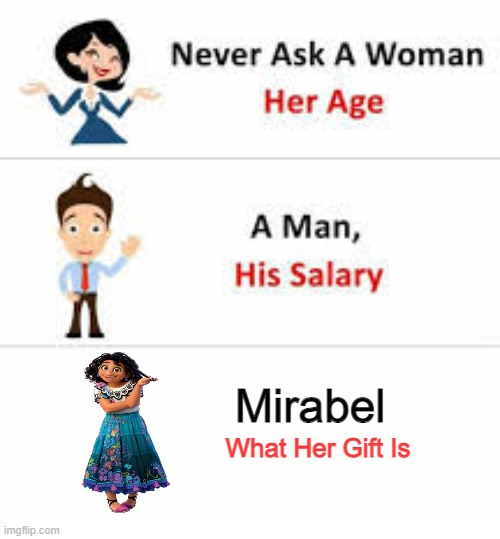 Never Ask A Woman
Her Age
A Man,
His Salary
Mirabel
What Her Gift Is
imgflip.com